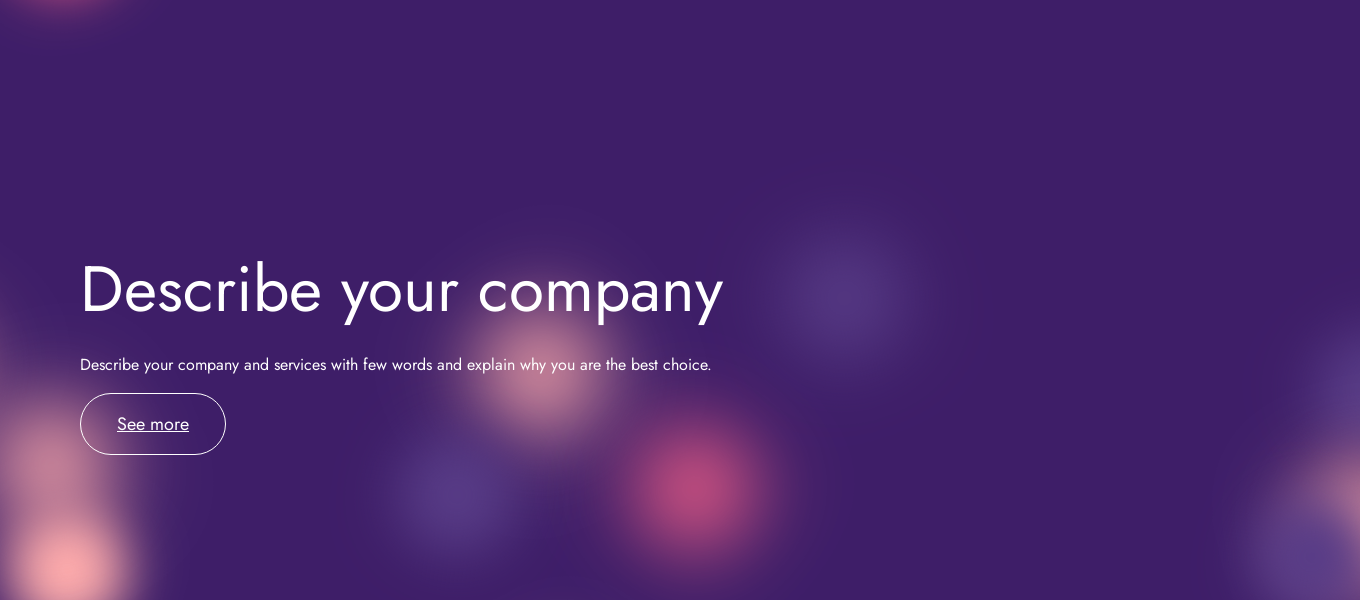 Describe your company
Describe your company and services with few words and explain why you are the best choice.
See more